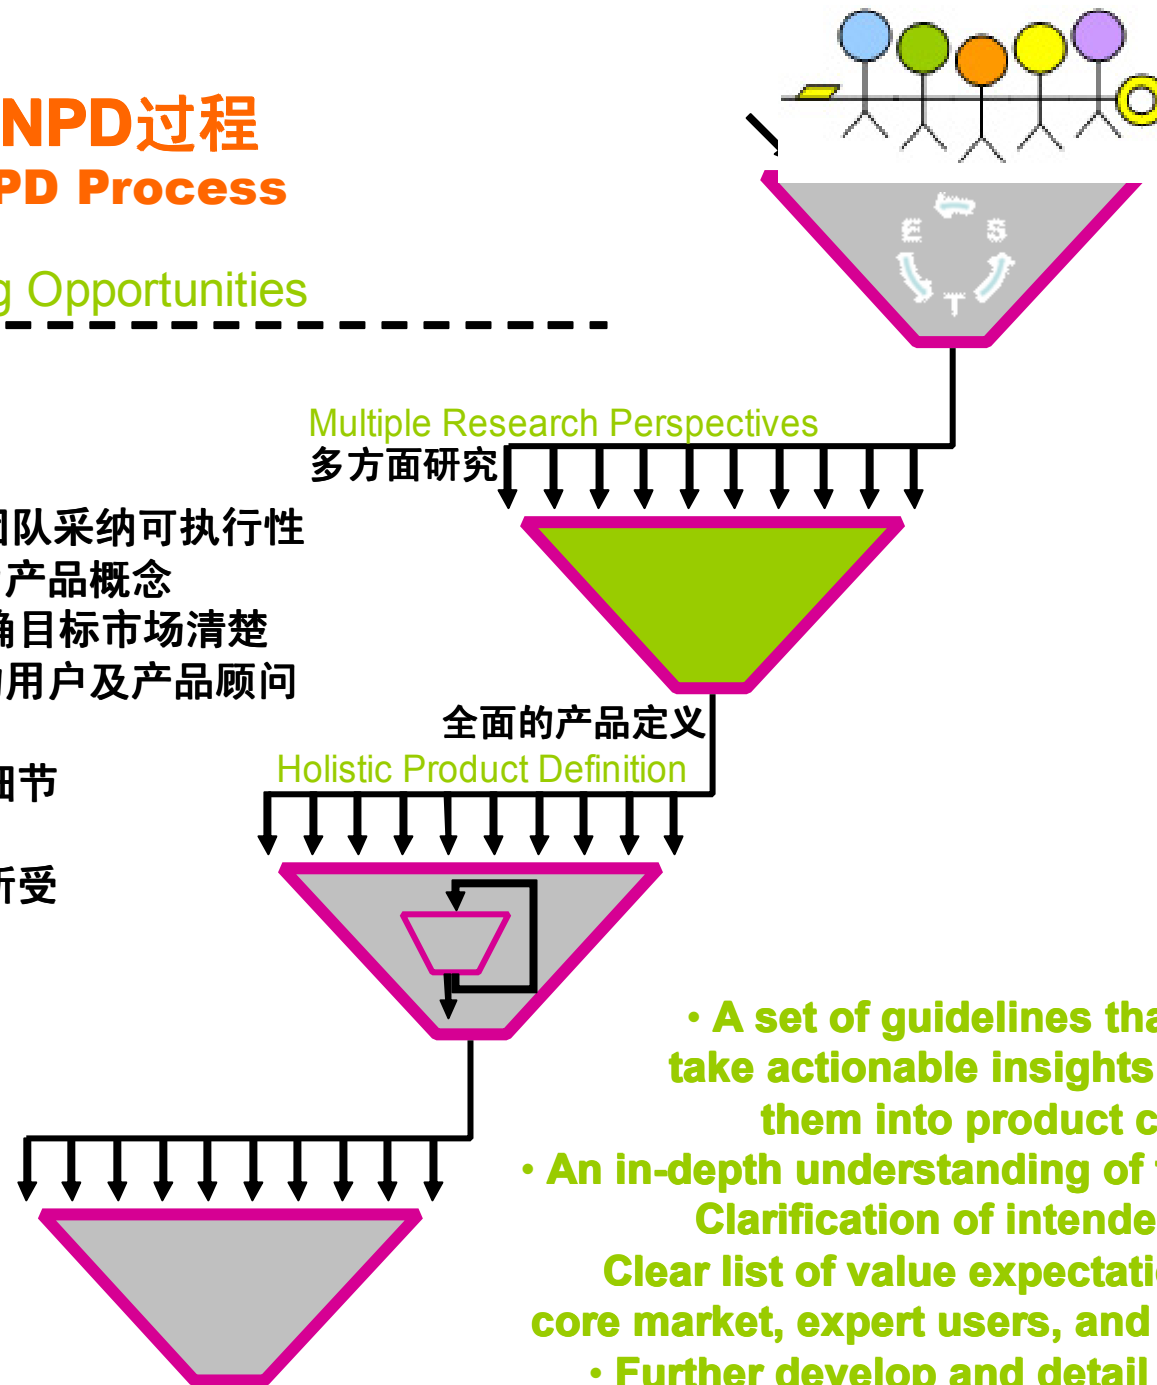 NPD过程
PD Process
g Opportunities
E S
T
Multiple Research Perspectives
多方面研究
团队采纳可执行性
产品概念
确目标市场清楚
的用户及产品顾问
全面的产品定义
细节
Holistic Product Definition
所受
• A set of guidelines tha
take actionable insights
them into product c
• An in-depth understanding of t
Clarification of intende
Clear list of value expectati
core market, expert users, and
• Further develop and detail